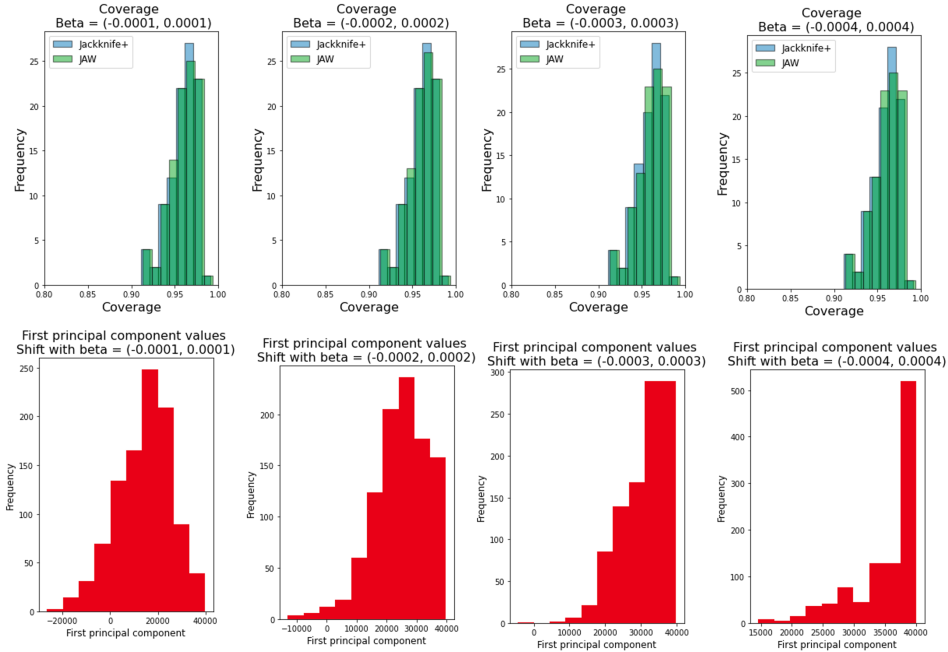 Coverage
Beta = (-0.0001, 0.0001)
Jackknife+
JAW
Frequency
25
20
15
10
5
0
0.80
0.85
0.90
0.95
1.00
Coverage
Coverage
Beta = (-0.0002, 0.0002)
Jackknife+
JAW
Frequency
25
20
15
10
5
0
0.80
0.85
0.90
0.95
1.00
Coverage
Coverage
Beta = (-0.0003, 0.0003)
Jackknife+
JAW
Frequency
25
20
15
10
5
0
0.80
0.85
0.90
0.95
1.00
Coverage
Coverage
Beta = (-0.0004, 0.0004)
Jackknife+
JAW
Frequency
25
20
15
10
5
0
0.80
0.85
0.90
0.95
1.00
Coverage
First principal component values
Shift with beta = (-0.0001, 0.0001)
Frequency
250
200
150
100
50
0
−20000
0
20000
40000
First principal component
First principal component values
Shift with beta = (-0.0002, 0.0002)
Frequency
200
150
100
50
0
−10000
0
10000
20000
30000
40000
First principal component
First principal component values
Shift with beta = (-0.0003, 0.0003)
Frequency
300
250
200
150
100
50
0
0
10000
20000
30000
40000
First principal component
First principal component values
Shift with beta = (-0.0004, 0.0004)
Frequency
500
400
300
200
100
0
15000
20000
25000
30000
35000
40000
First principal component